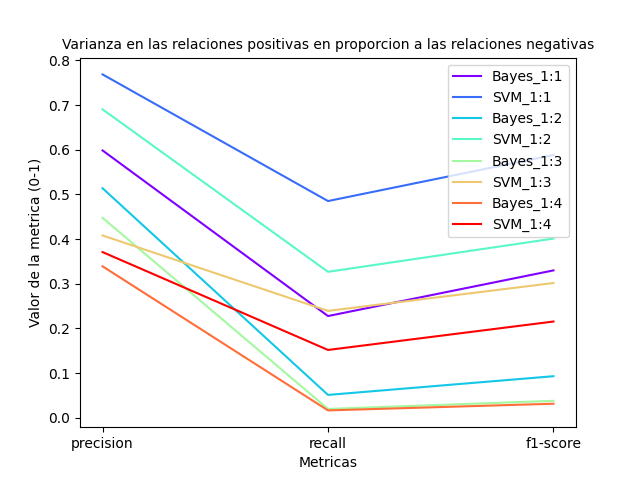 Varianza en las relaciones positivas en proporcion a las relaciones negativas
Valor de la metrica (0-1)
0.8
0.7
0.6
0.5
0.4
0.3
0.2
0.1
0.0
Bayes_1:1
SVM_1:1
Bayes_1:2
SVM_1:2
Bayes_1:3
SVM_1:3
Bayes_1:4
SVM_1:4
precision recall f1-score
Metricas